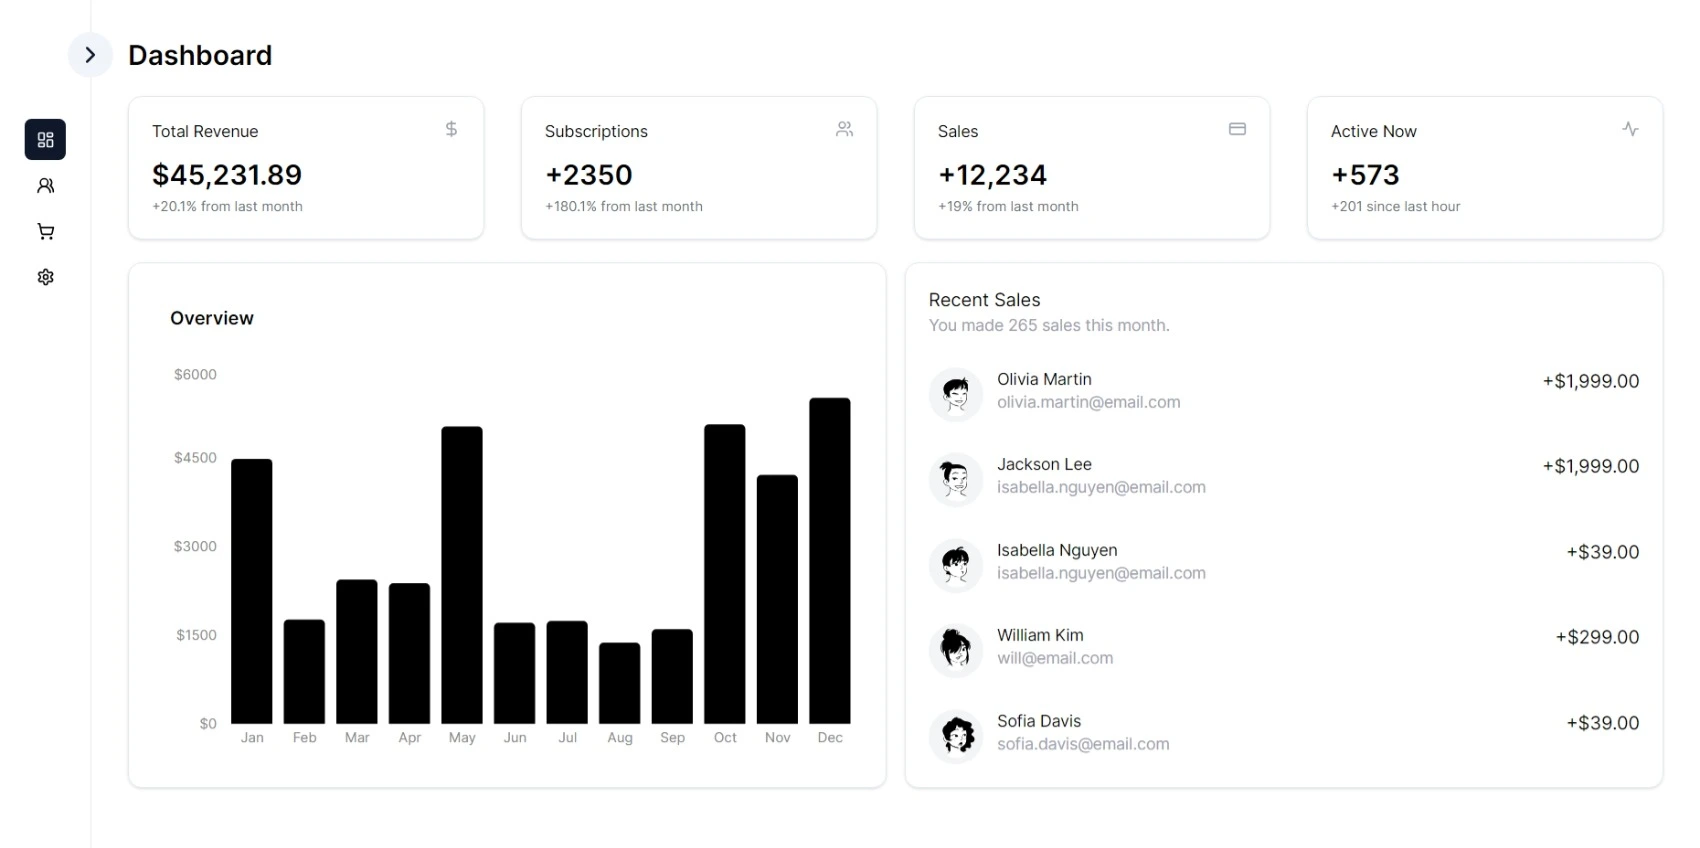 Dashboard
Total Revenue
$45,231.89
+20.1% from last month
Subscriptions
+2350
+180.1% from last month
Sales
+12,234
+19% from last month
Active Now
+573
+201 since last hour
Overview
$6000
$4500
$3000
$1500
$0
Jan Feb Mar Apr May Jun Jul Aug Sep Oct Nov Dec
Recent Sales
You made 265 sales this month.
Olivia Martin
olivia.martin@email.com
+$1,999.00
Jackson Lee
isabella.nguyen@email.com
+$1,999.00
Isabella Nguyen
isabella.nguyen@email.com
+$39.00
William Kim
will@email.com
+$299.00
Sofia Davis
sofia.davis@email.com
+$39.00